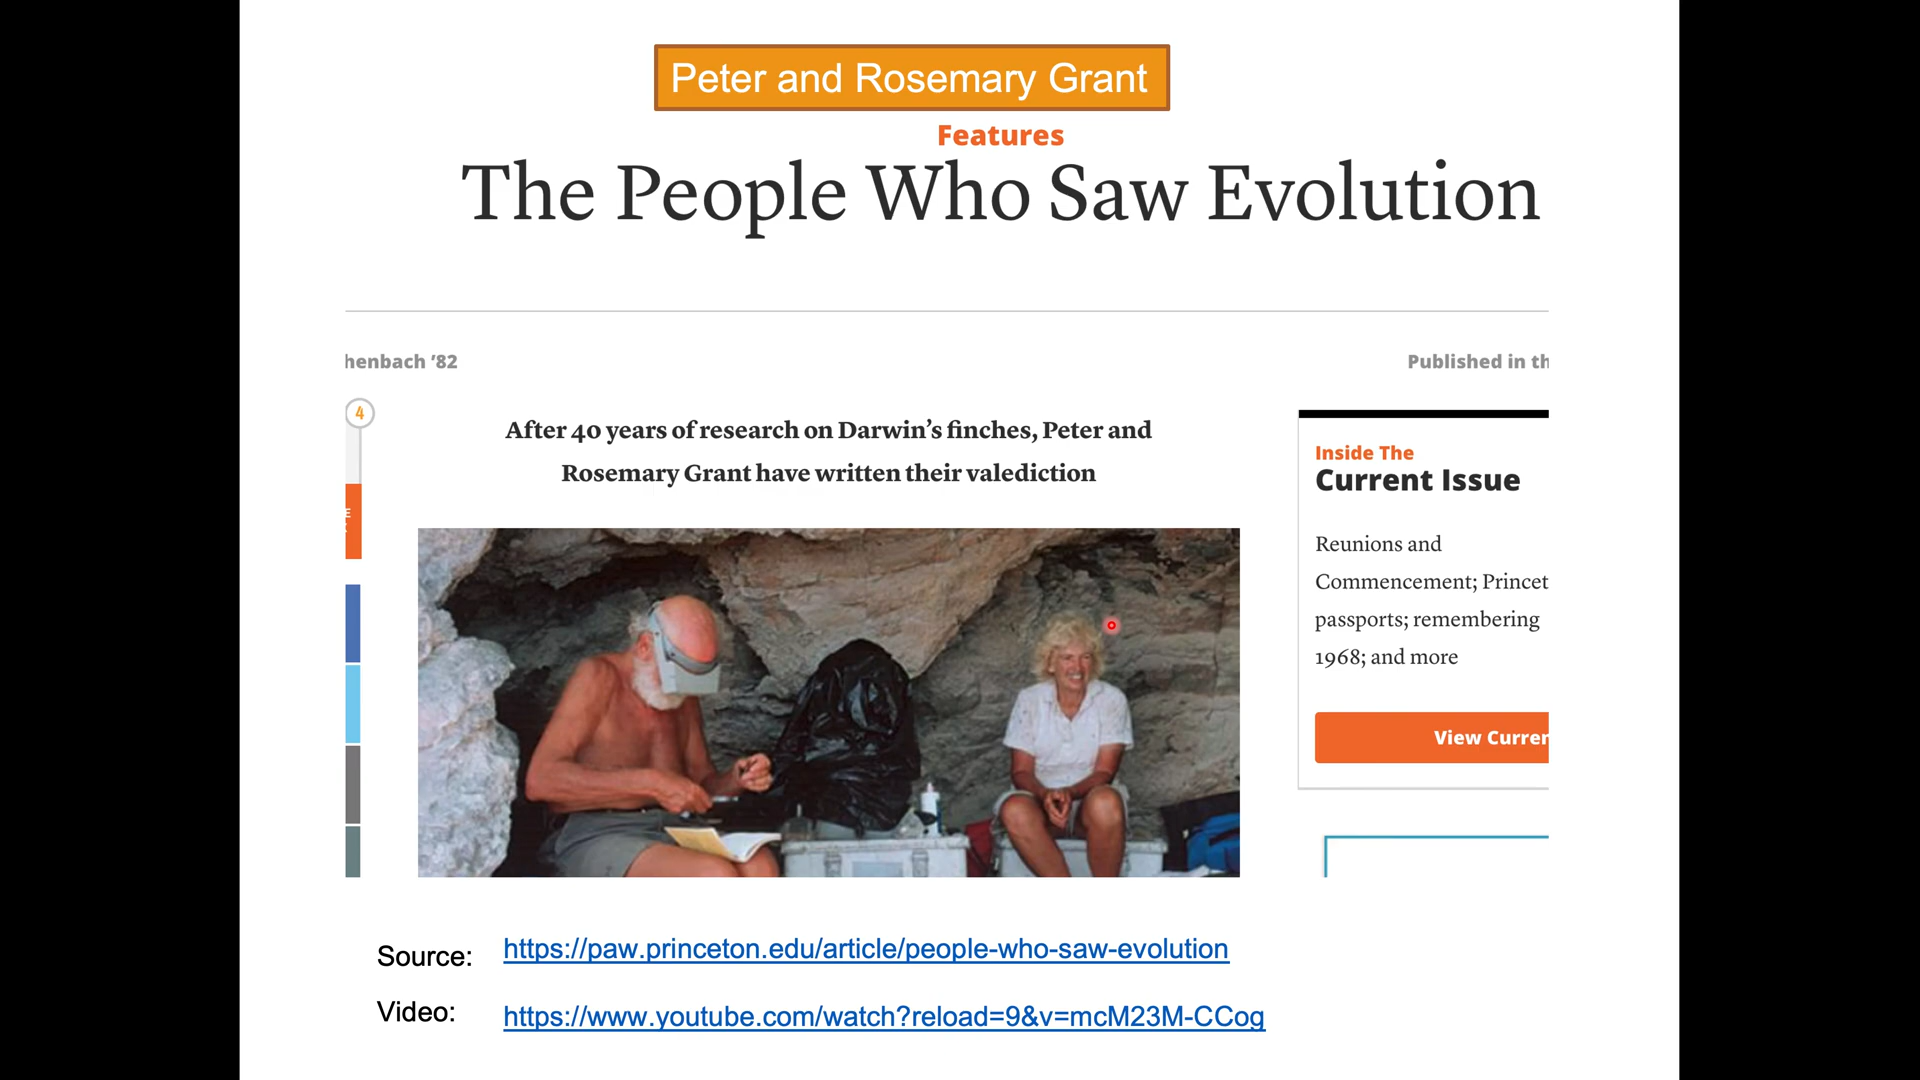 Peter and Rosemary Grant
Features
The People Who Saw Evolution
henbach ’82
Published in th
4
After 40 years of research on Darwin’s finches, Peter and
Rosemary Grant have written their valediction
Inside The
Current Issue
Reunions and
Commencement; Princet
passports; remembering
1968; and more
View Curren
Source: https://paw.princeton.edu/article/people-who-saw-evolution
Video: https://www.youtube.com/watch?reload=9&v=mcM23M-CCog